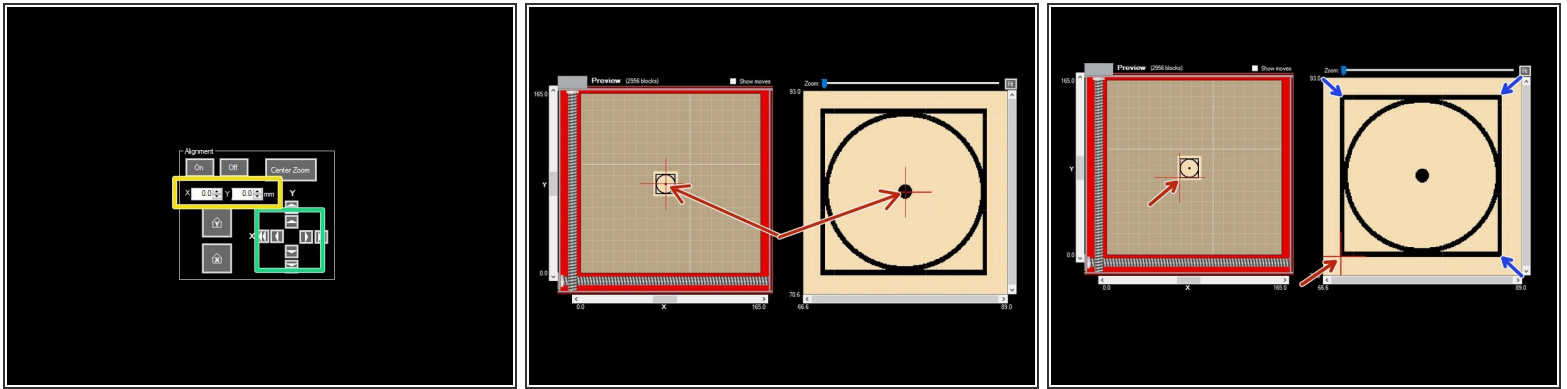 Alignment
On Off Center Zoom
X 0.0 Y 0.0 mm Y
Y
X
X
Preview (2956 blocks) Show moves
165.0
Y
0.0
0.0 X 165.0
Zoom:
93.0
78.6
66.6 89.0
Preview (2956 blocks) Show moves
165.0
Y
0.0
0.0 X 165.0
Zoom:
93.0
66.6 89.0